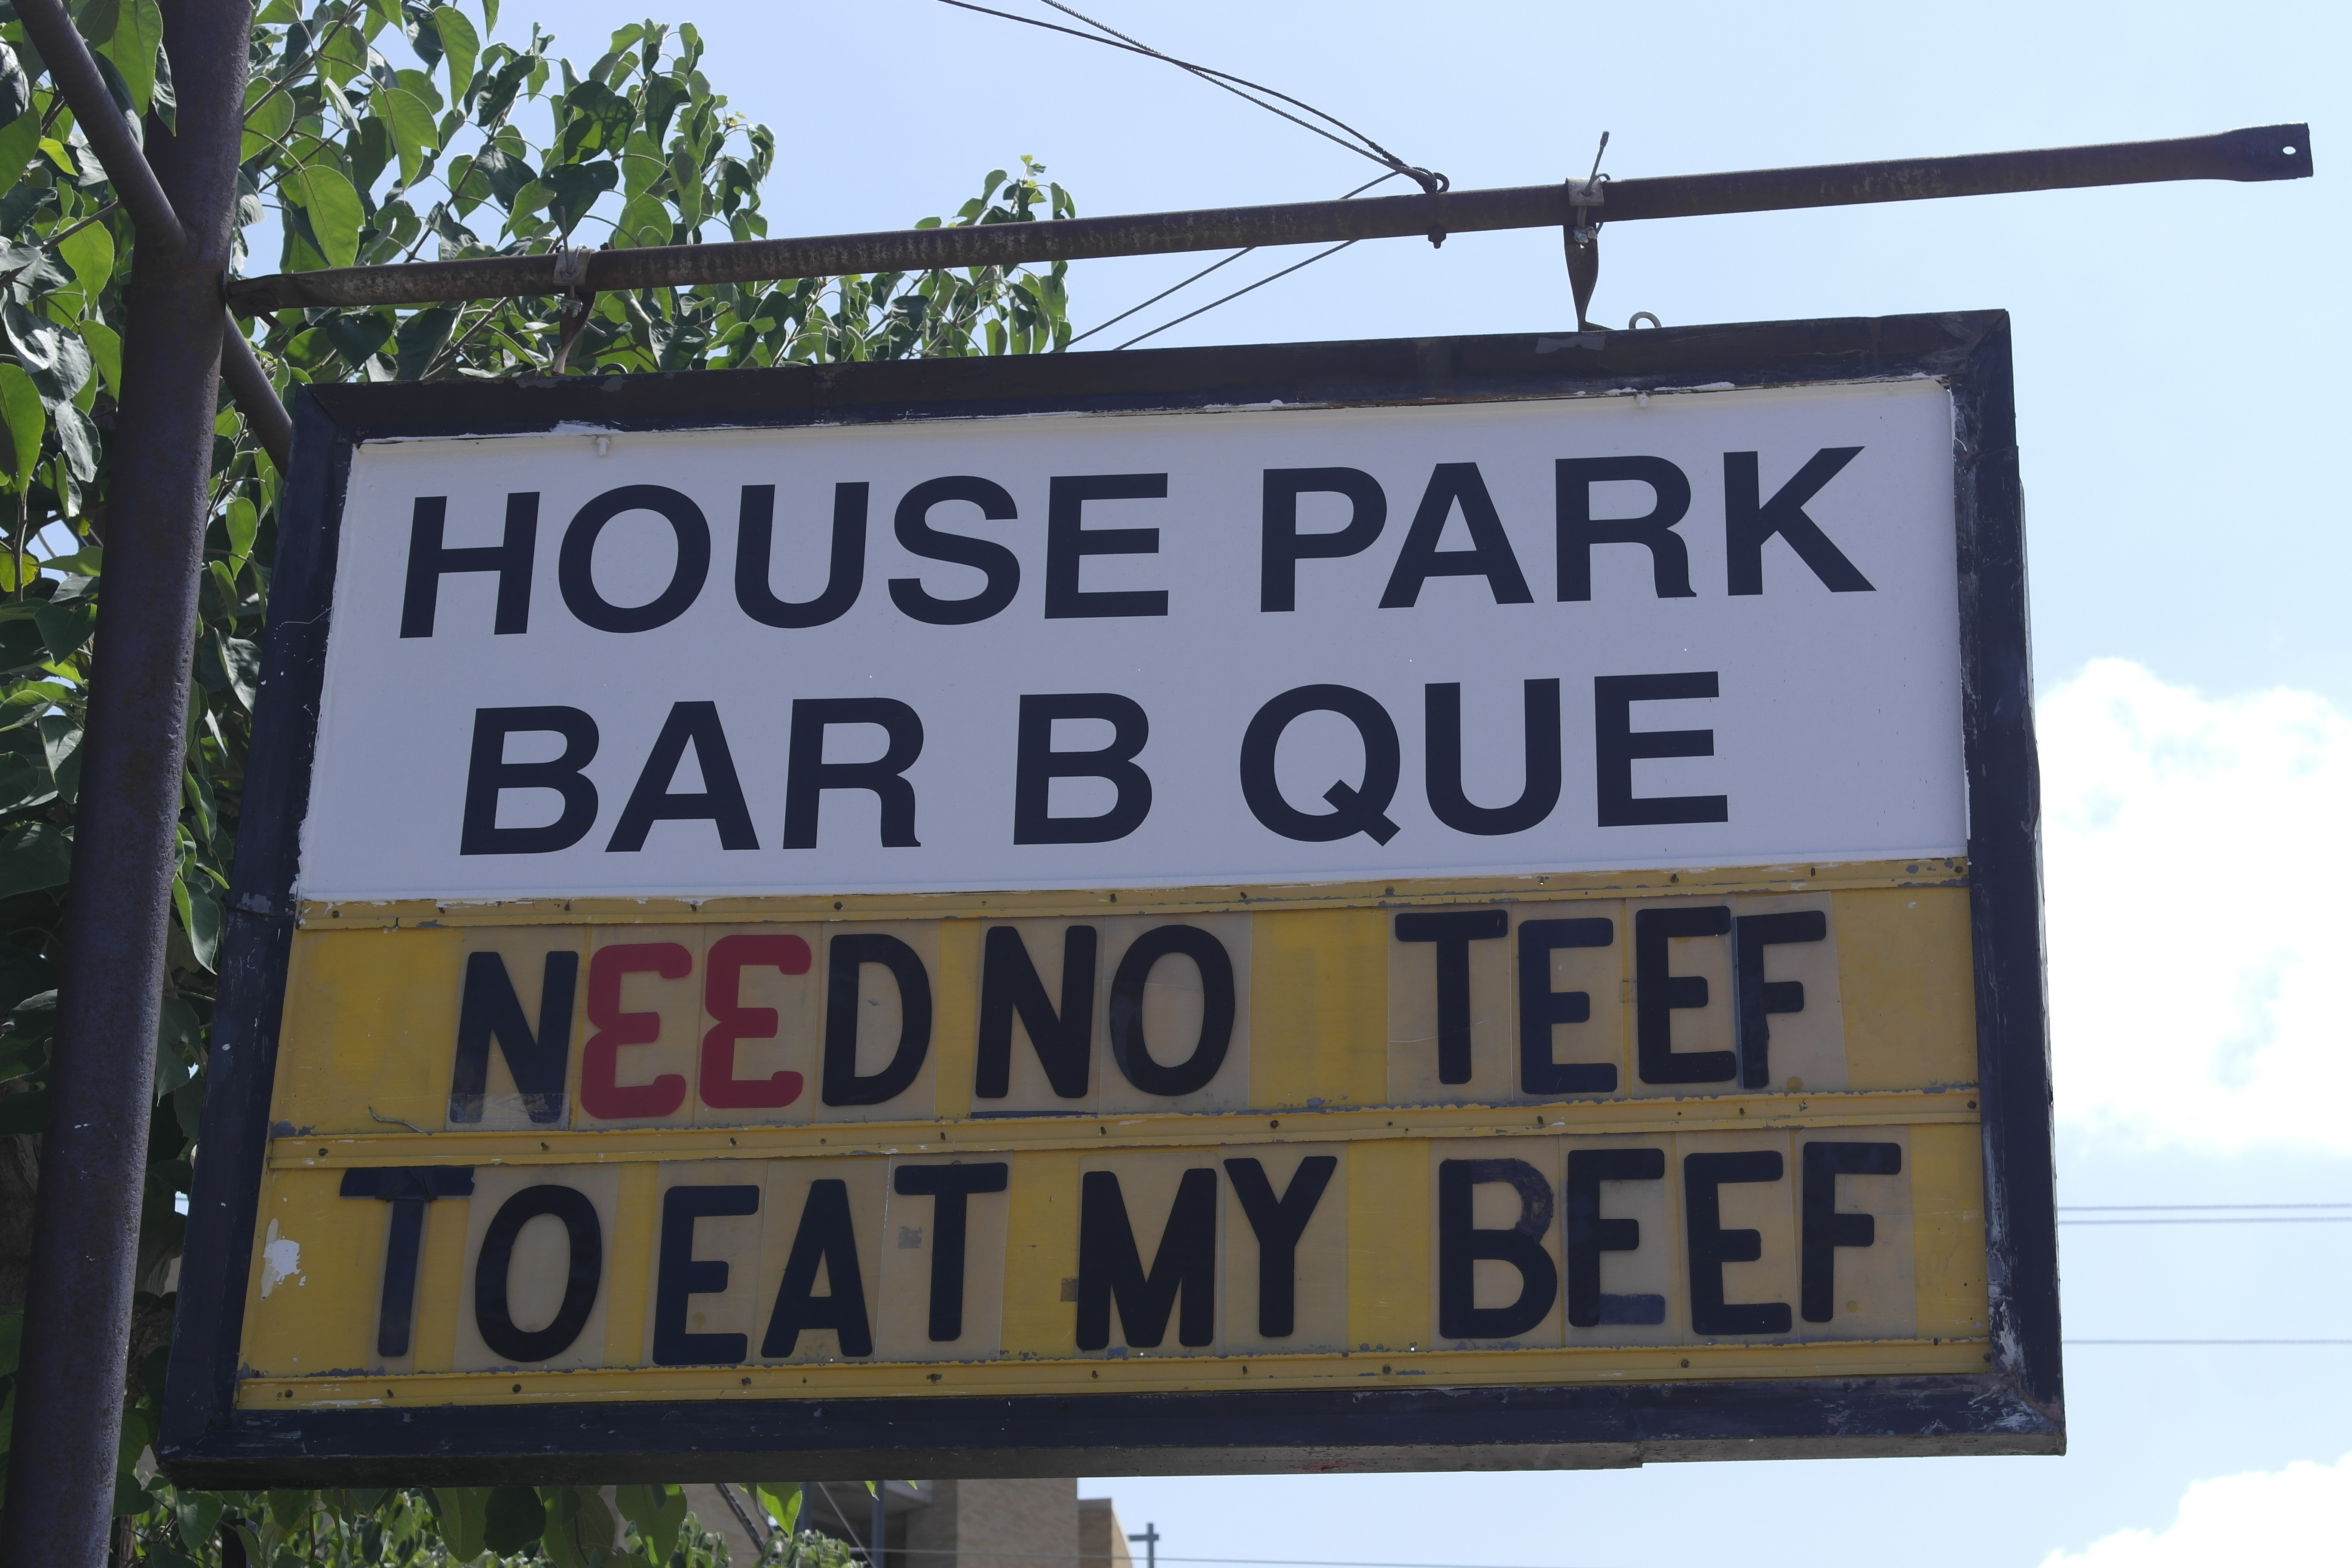 HOUSE PARK
BAR B QUE
NEED NO TEEF
TO EAT MY BEEF